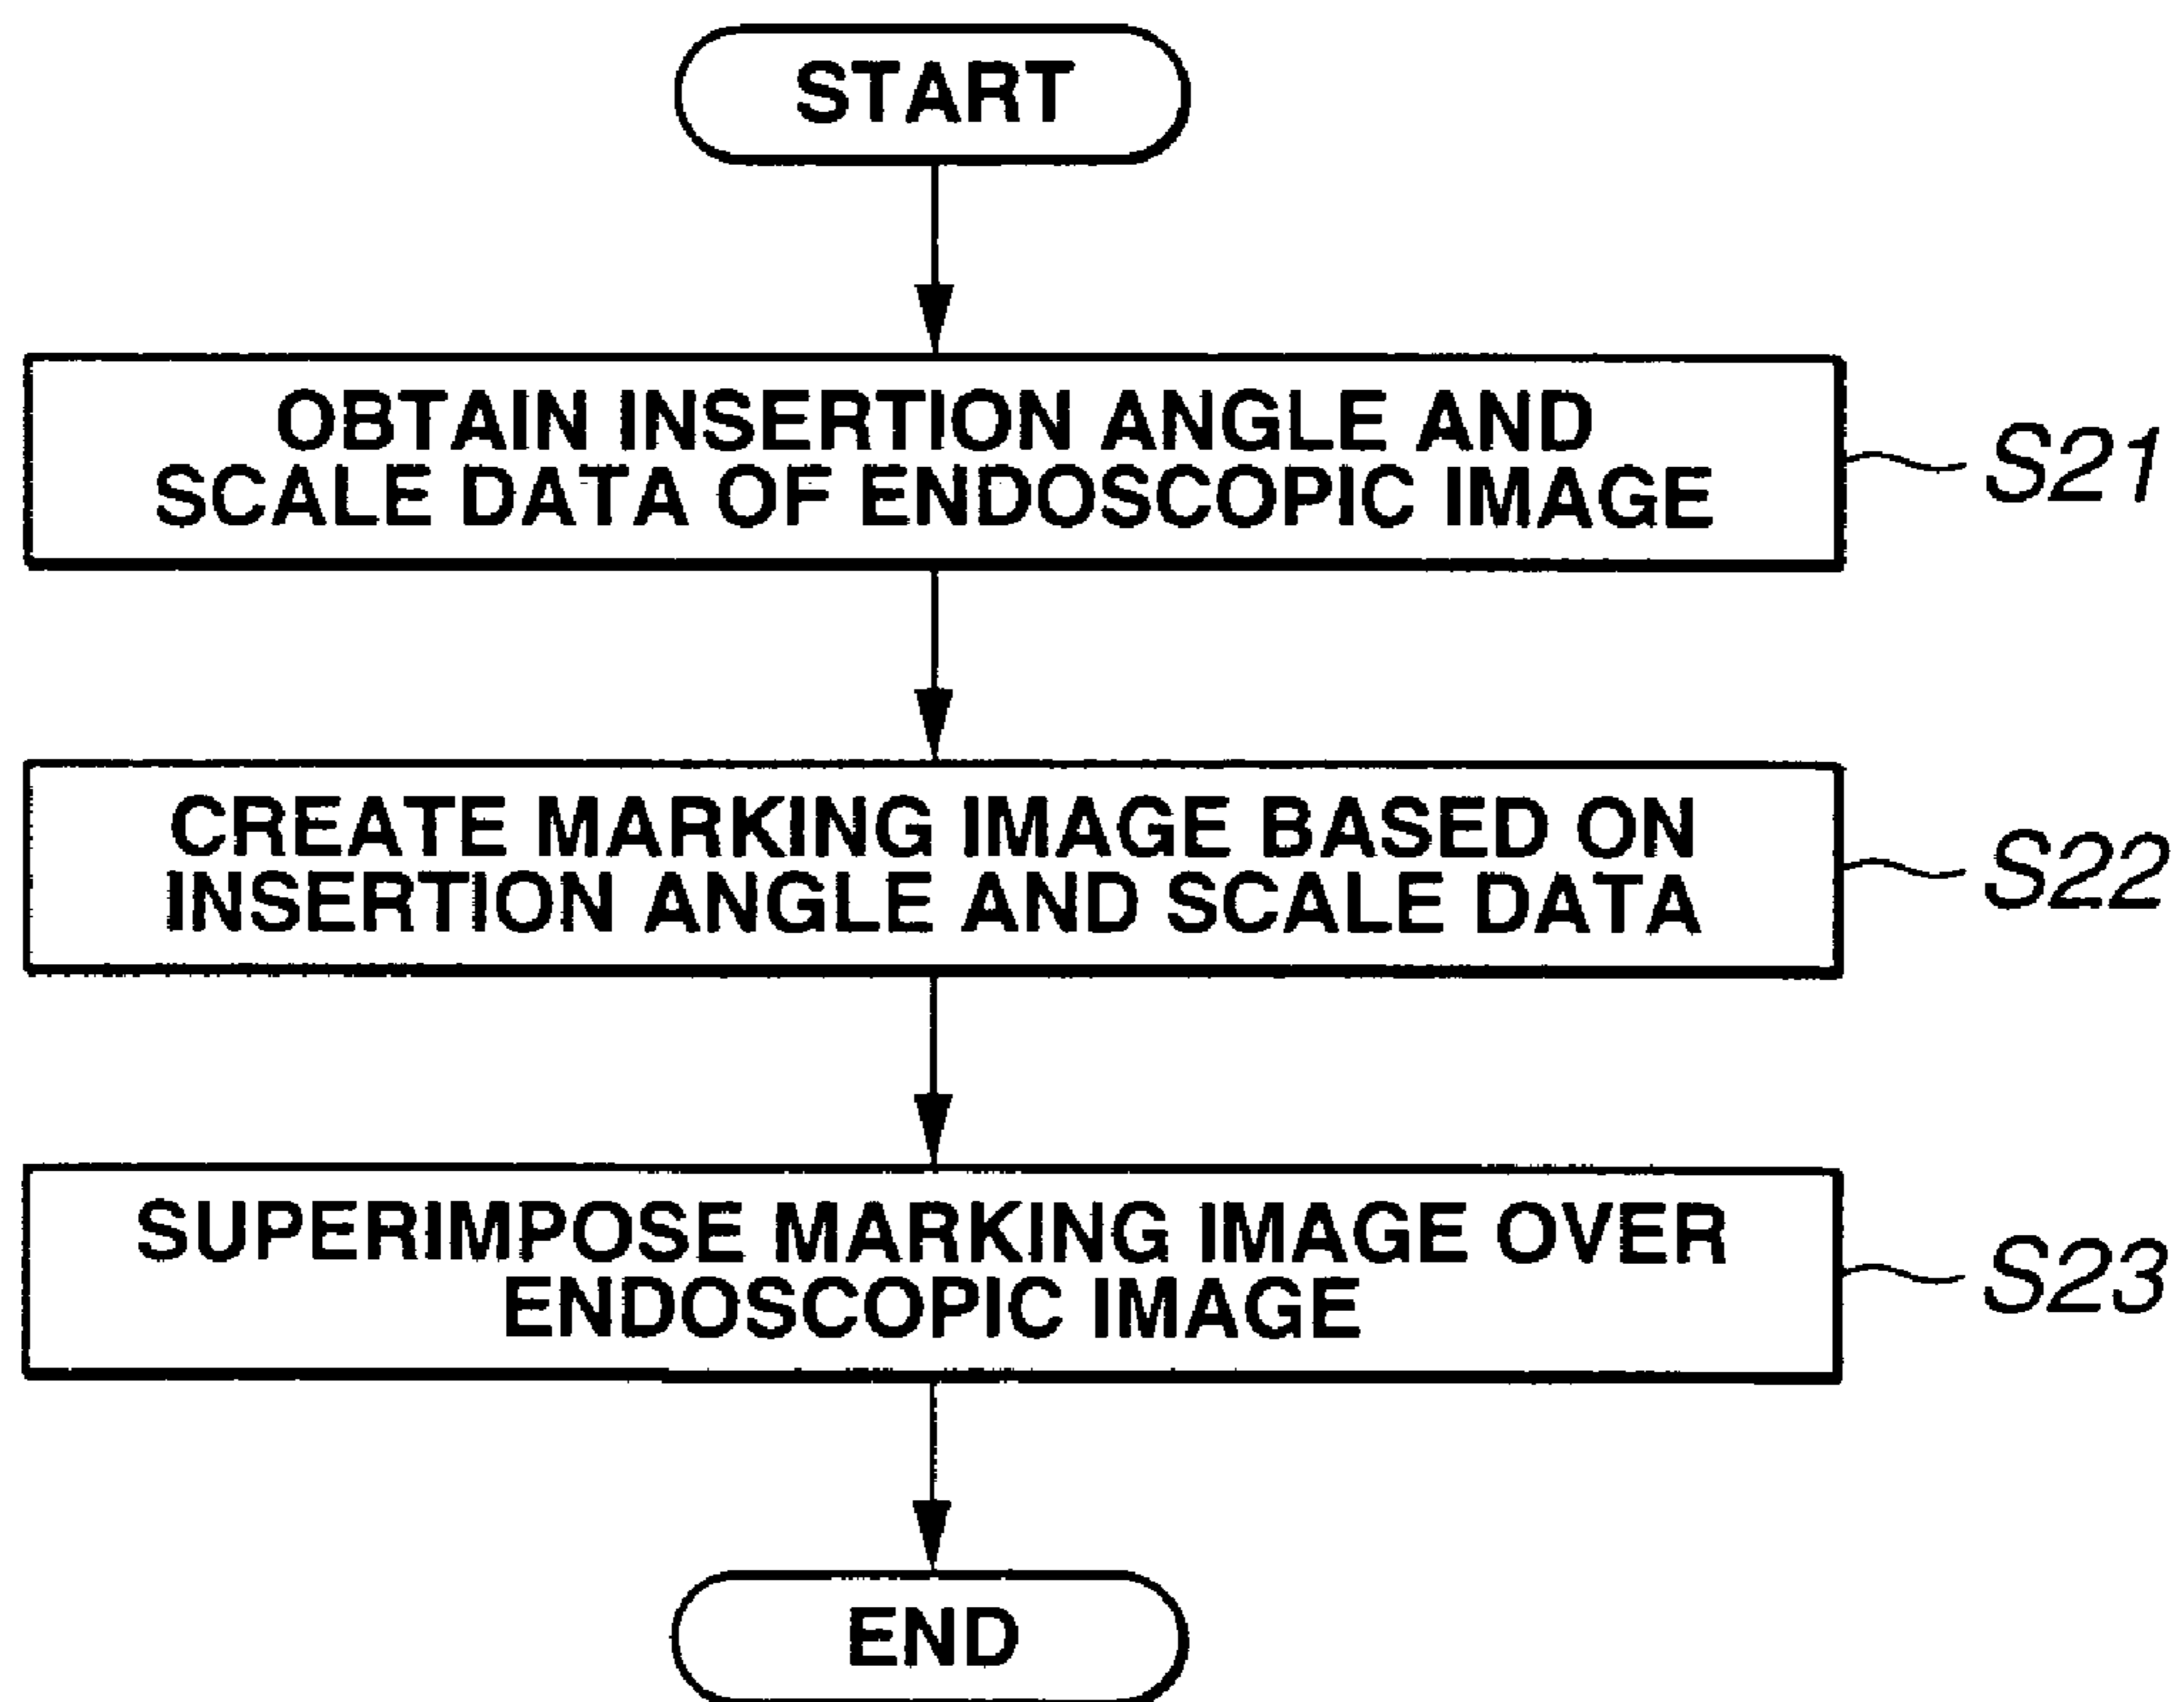 START
OBTAIN INSERTION ANGLE AND
SCALE DATA OF ENDOSCOPIC IMAGE
S21
CREATE MARKING IMAGE BASED ON
INSERTION ANGLE AND SCALE DATA
S22
SUPERIMPOSE MARKING IMAGE OVER
ENDOSCOPIC IMAGE
S23
END